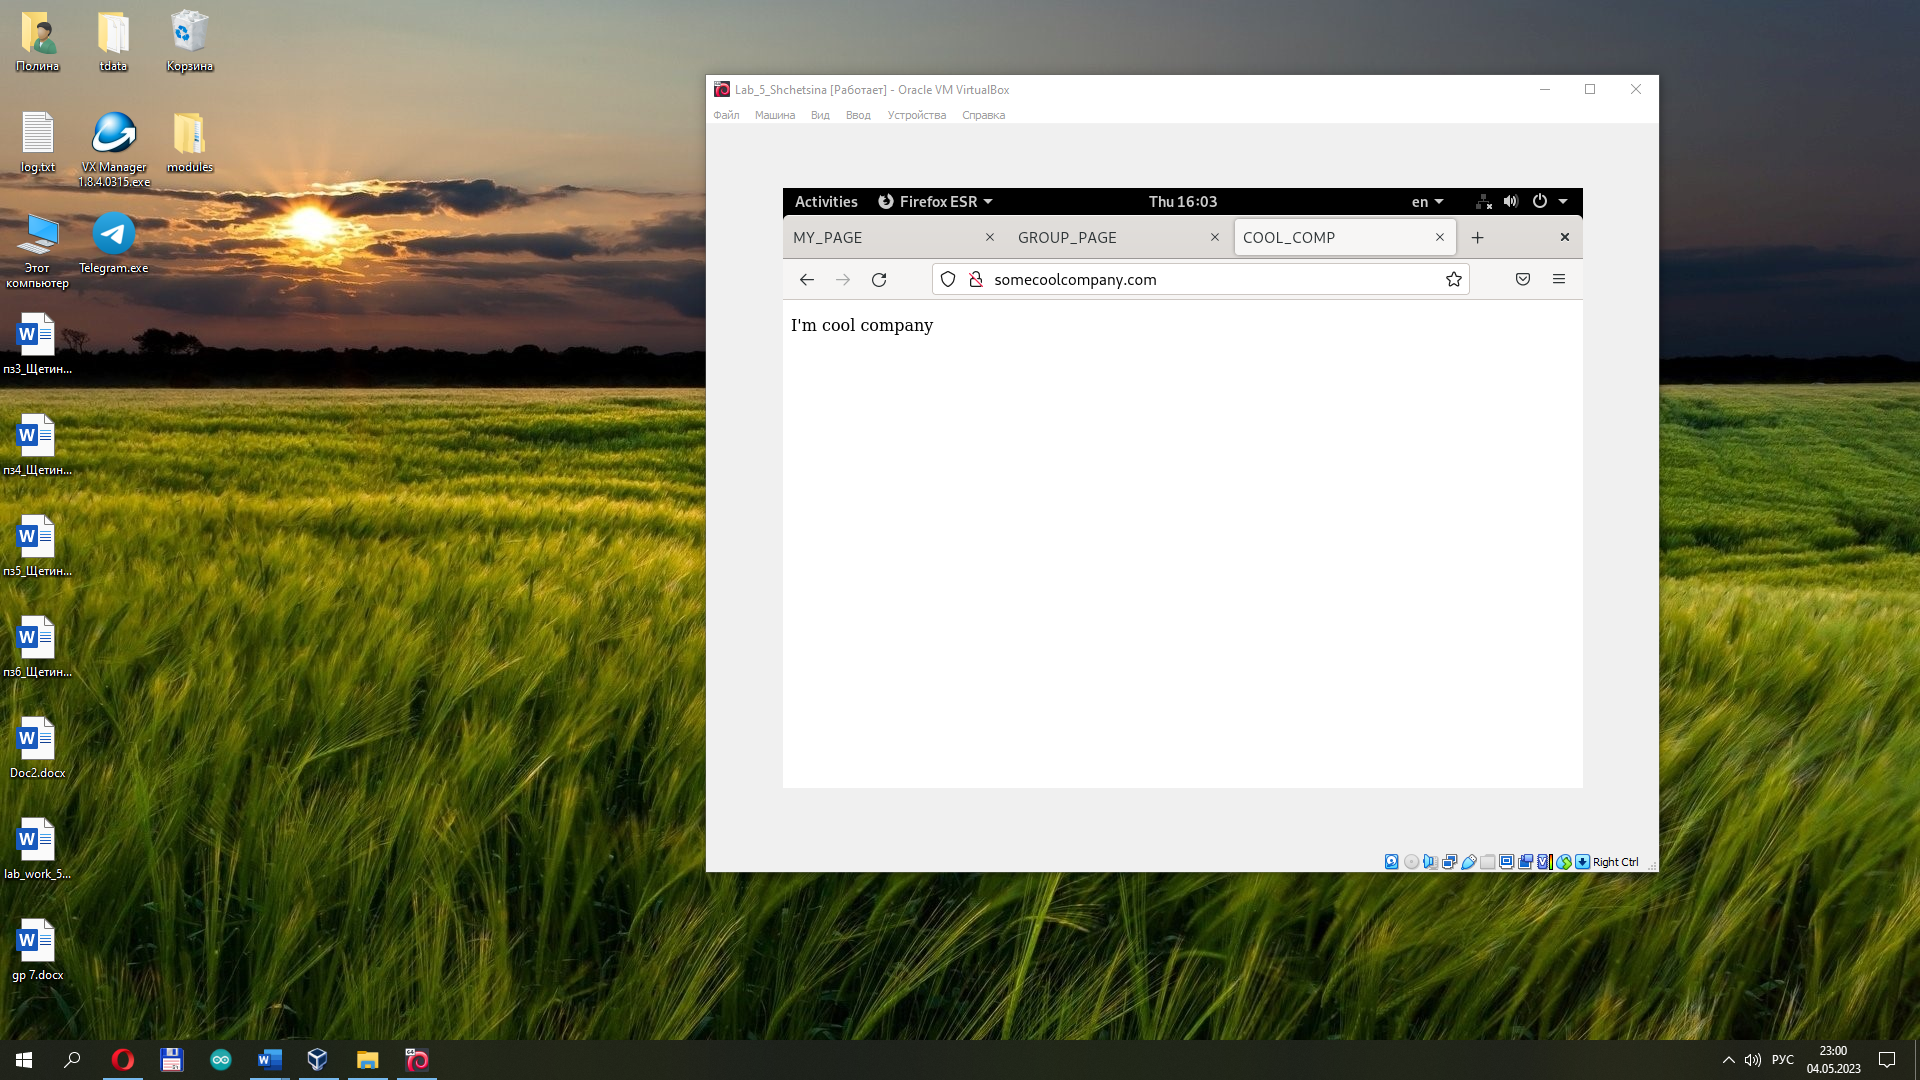 Полина
tdata
Корзина
log.txt
VX Manager
1.8.4.0315.exe
modules
Этот
компьютер
Telegram.exe
пз3_Щетин...
пз4_Щетин...
пз5_Щетин...
пз6_Щетин...
Doc2.docx
lab_work_5...
gp 7.docx
Lab_5_Shchetsina [Работает] - Oracle VM VirtualBox
Файл Машина Вид Ввод Устройства Справка
Activities Firefox ESR Thu 16:03 en
MY_PAGE GROUP_PAGE COOL_COMP
somecoolcompany.com
I'm cool company
Right Ctrl
РУС
23:00
04.05.2023